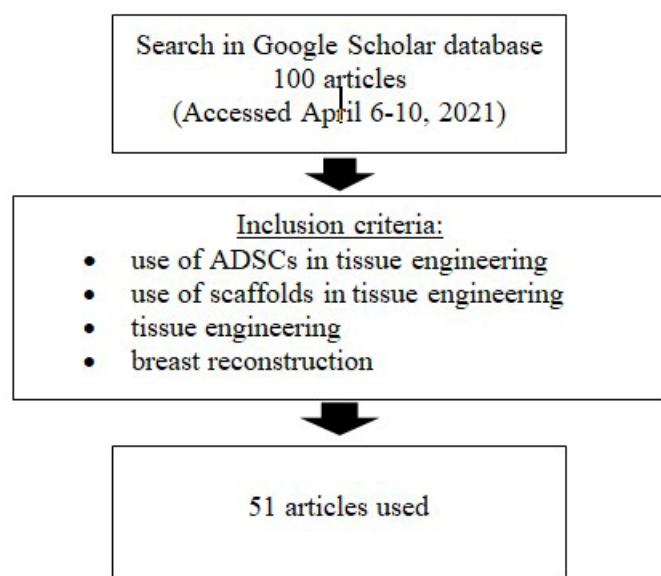 Search in Google Scholar database
100 articles
(Accessed April 6-10, 2021)
Inclusion criteria:
• use of ADSCs in tissue engineering
• use of scaffolds in tissue engineering
• tissue engineering
• breast reconstruction
51 articles used